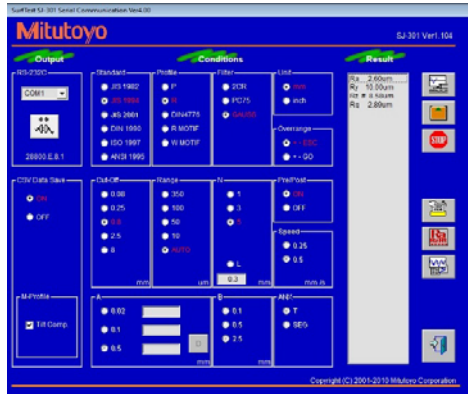 SurfTest SJ-301 Serial Communication Ver4.00
Mitutoyo
SJ-301 Ver1.104
Output
Conditions
Result
RS-232C
COM1
28800.E.8.1
Standard
JIS 1982
JIS 1994
JIS 2001
DIN 1990
ISO 1997
ANSI 1995
Profile
P
R
DIN4776
R MOTIF
W MOTIF
Filter
2CR
PC75
GAUSS
Unit
mm
inch
Overrange
+ - ESC
+ - GO
Ra 2.60um
Ry 10.00um
Rz
Rq 2.89um
STOP
CSV Data Save
ON
OFF
Cut-Off
0.08
0.25
0.8
2.5
8
mm
Range
350
100
50
10
AUTO
um
N
1
3
5
L
0.3 mm
Pre/Post
ON
OFF
Speed
0.25
0.5
mm /s
Ra
M-Profile
Tilt Comp.
A
0.02
0.1
0.5
D
mm
B
0.1
0.5
2.5
mm
T
SEG
Copyright (C) 2001-2010 Mitutoyo Corporation